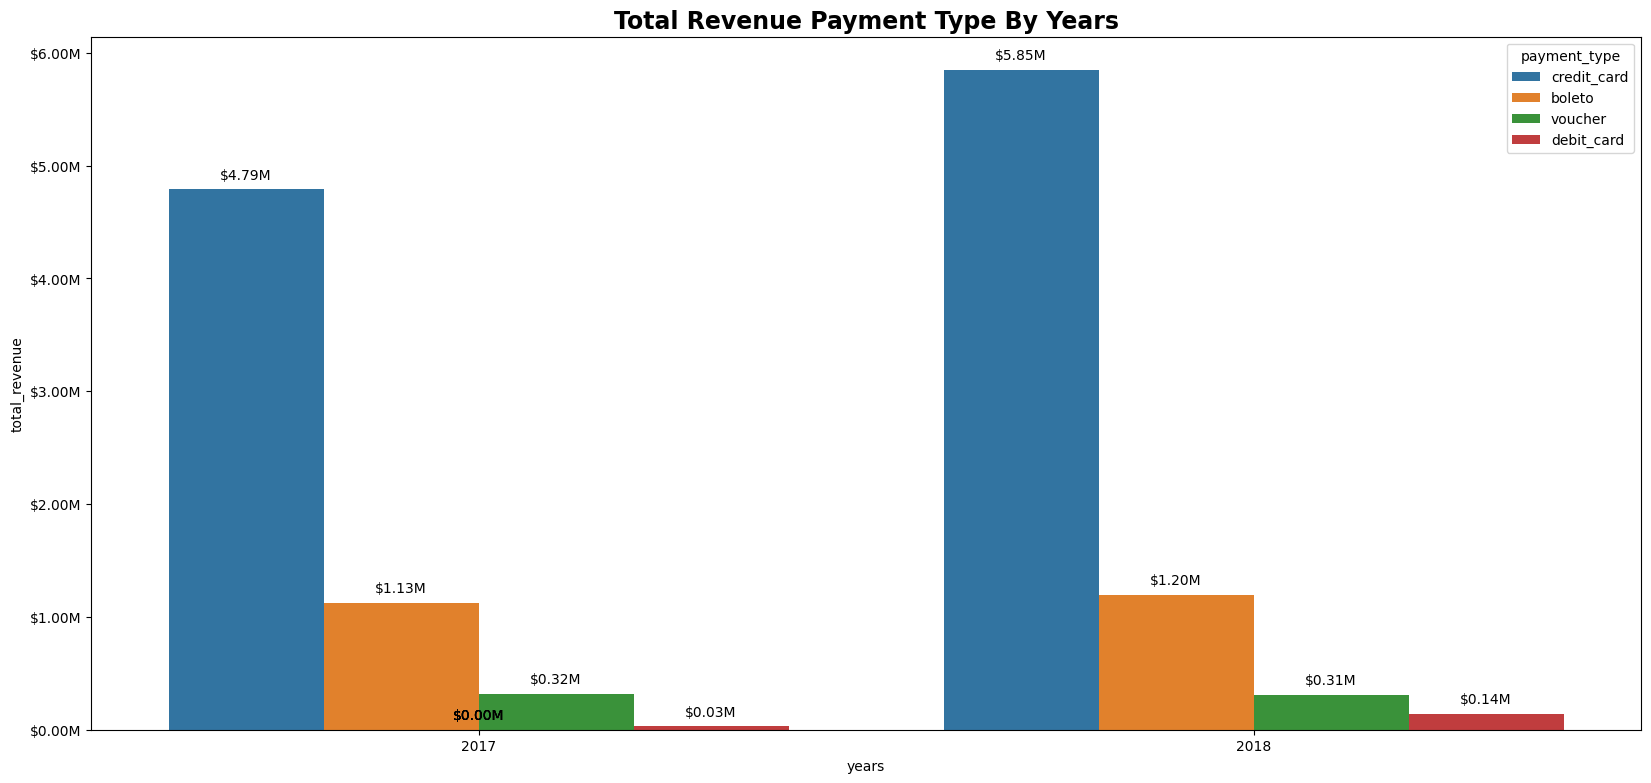 Total Revenue Payment Type By Years
$6.00M
$5.00M
$4.00M
$3.00M
$2.00M
$1.00M
$0.00M
total_revenue
$4.79M
$1.13M
$0.32M
$0.03M
$0.00M
$5.85M
$1.20M
$0.31M
$0.14M
payment_type
credit_card
boleto
voucher
debit_card
2017
2018
years